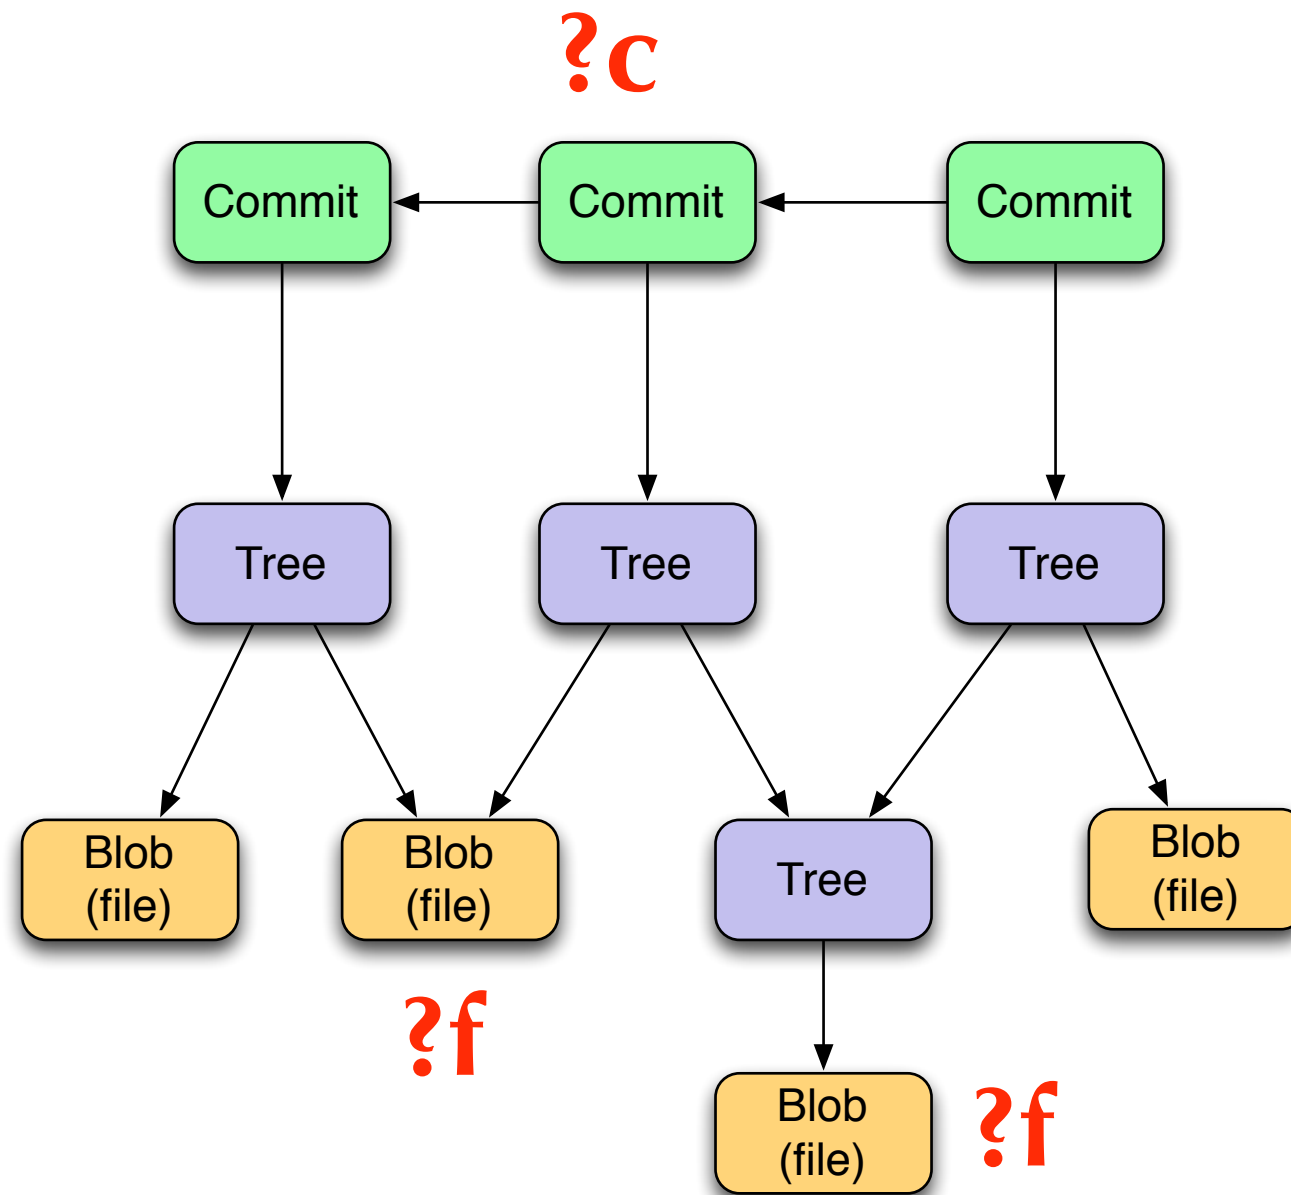 ?c
Commit
Commit
Commit
Tree
Tree
Tree
Blob
(file)
Blob
(file)
Tree
Blob
(file)
?f
Blob
(file)
?f